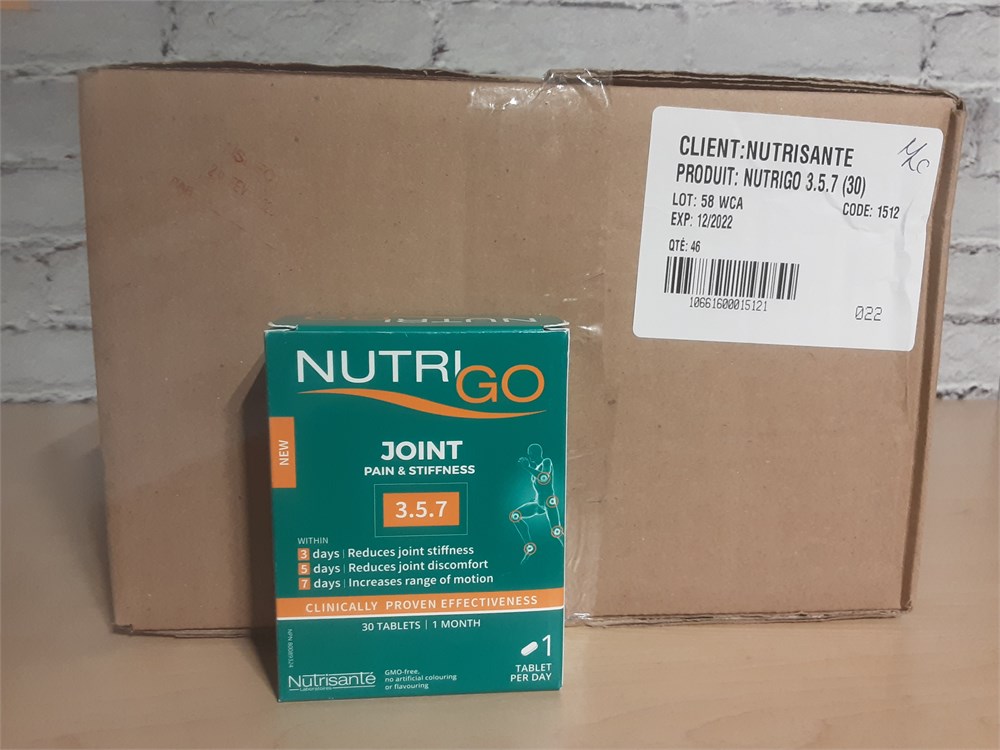 CLIENT:NUTRISANTE
PRODUIT: NUTRIGO 3.5.7 (30)
LOT: 58 WCA
CODE: 1512
EXP: 12/2022
QTÉ: 46
10661600015121
022
NUTRIGO
NEW
JOINT
PAIN & STIFFNESS
3.5.7
WITHIN
3 days | Reduces joint stiffness
5 days | Reduces joint discomfort
7 days | Increases range of motion
CLINICALLY PROVEN EFFECTIVENESS
30 TABLETS | 1 MONTH
1
TABLET
PER DAY
Nutrisanté
Laboratoires
GMO-free,
no artificial colouring
or flavouring